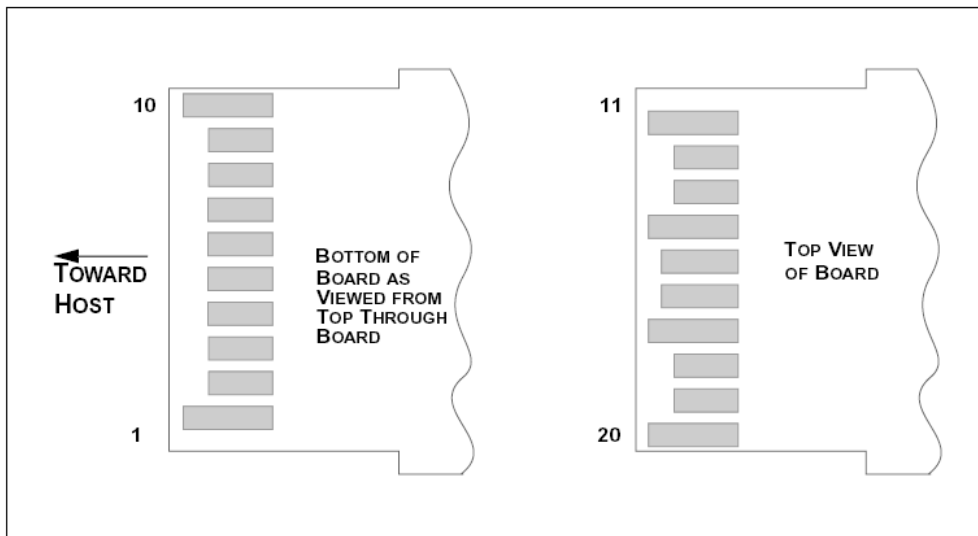 10
1
TOWARD
HOST
BOTTOM OF
BOARD AS
VIEWED FROM
TOP THROUGH
BOARD
11
20
TOP VIEW
OF BOARD